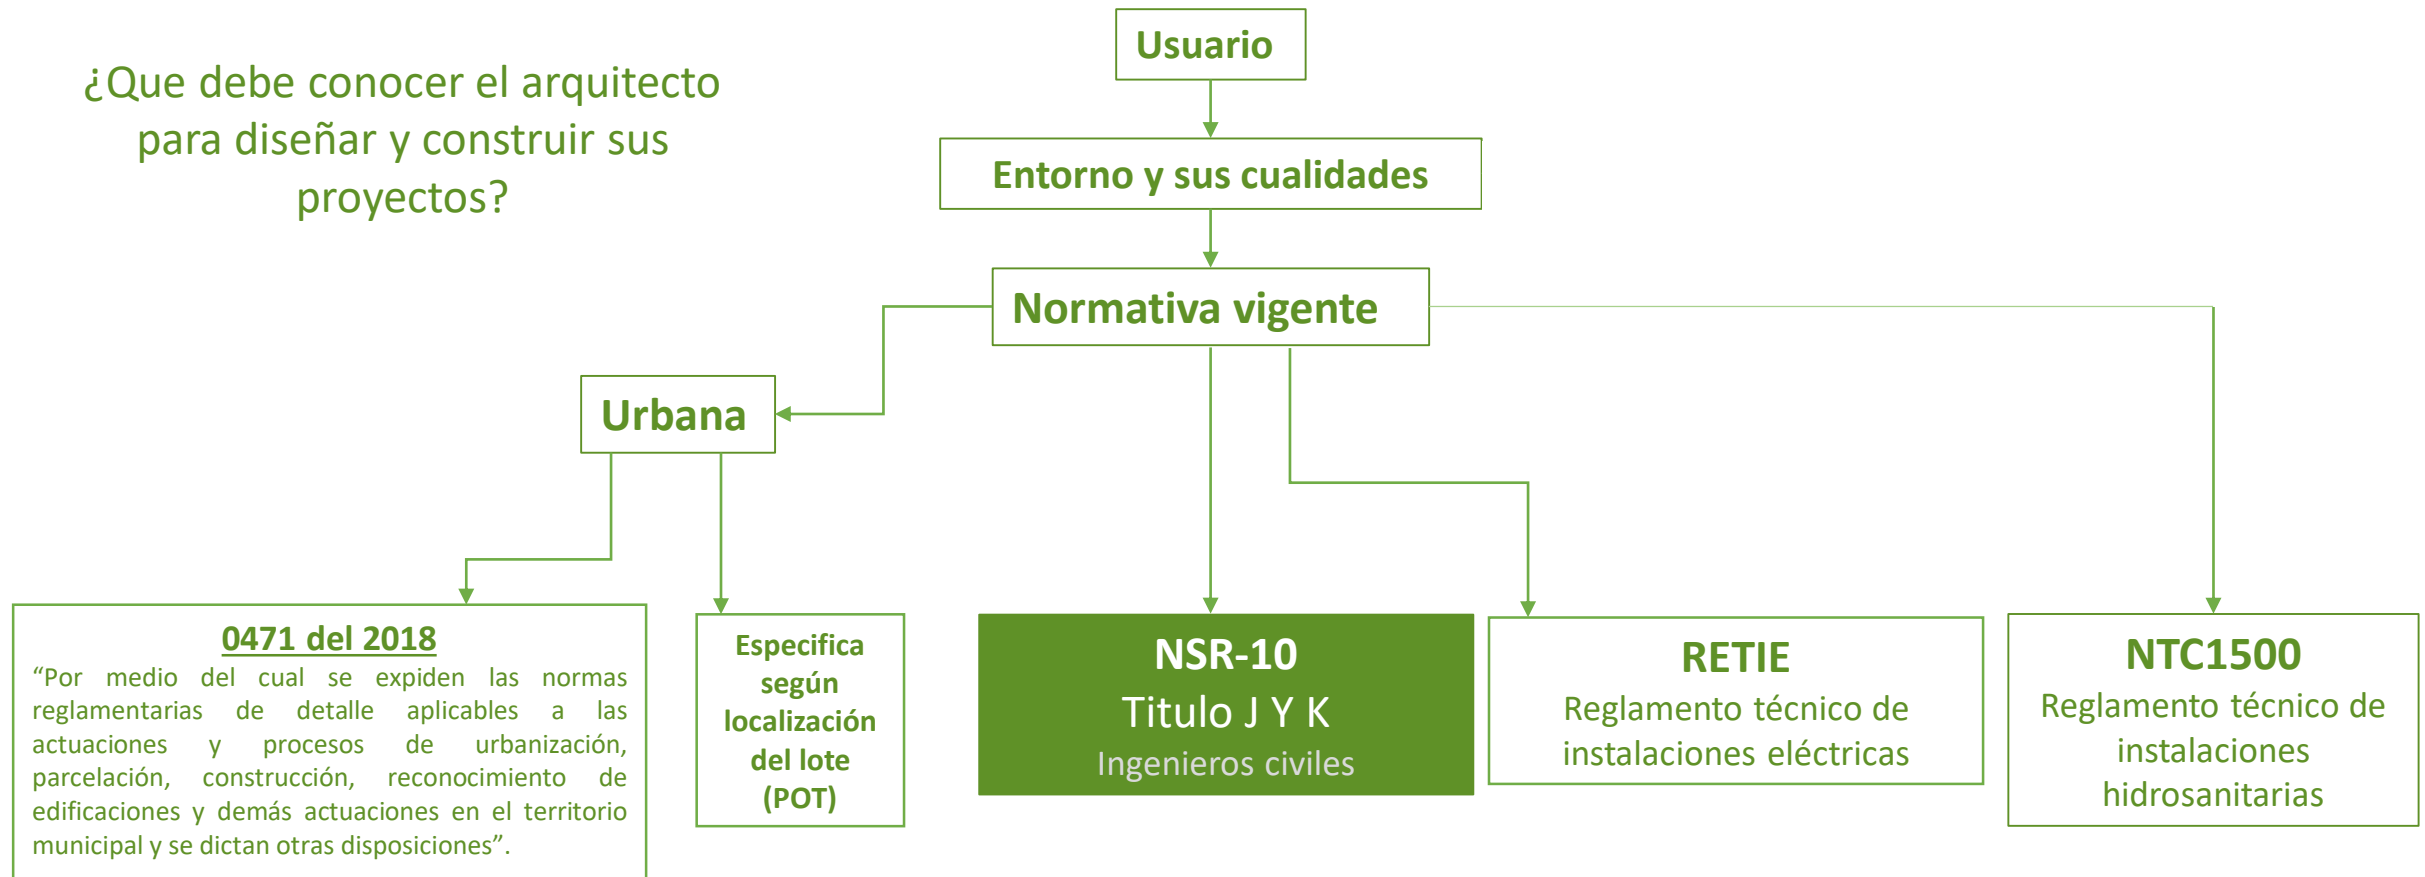 ¿Que debe conocer el arquitecto
para diseñar y construir sus
proyectos?
Usuario
Entorno y sus cualidades
Normativa vigente
Urbana
0471 del 2018
“Por medio del cual se expiden las normas
reglamentarias de detalle aplicables a las
actuaciones y procesos de urbanización,
parcelación, construcción, reconocimiento de
edificaciones y demás actuaciones en el territorio
municipal y se dictan otras disposiciones”.
Especifica
según
localización
del lote
(POT)
NSR-10
Titulo J Y K
Ingenieros civiles
RETIE
Reglamento técnico de
instalaciones eléctricas
NTC1500
Reglamento técnico de
instalaciones
hidrosanitarias